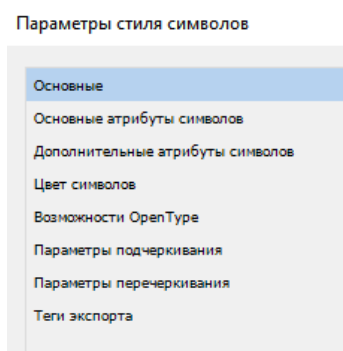 Параметры стиля символов
Основные
Основные атрибуты символов
Дополнительные атрибуты символов
Цвет символов
Возможности OpenType
Параметры подчеркивания
Параметры перечеркивания
Теги экспорта